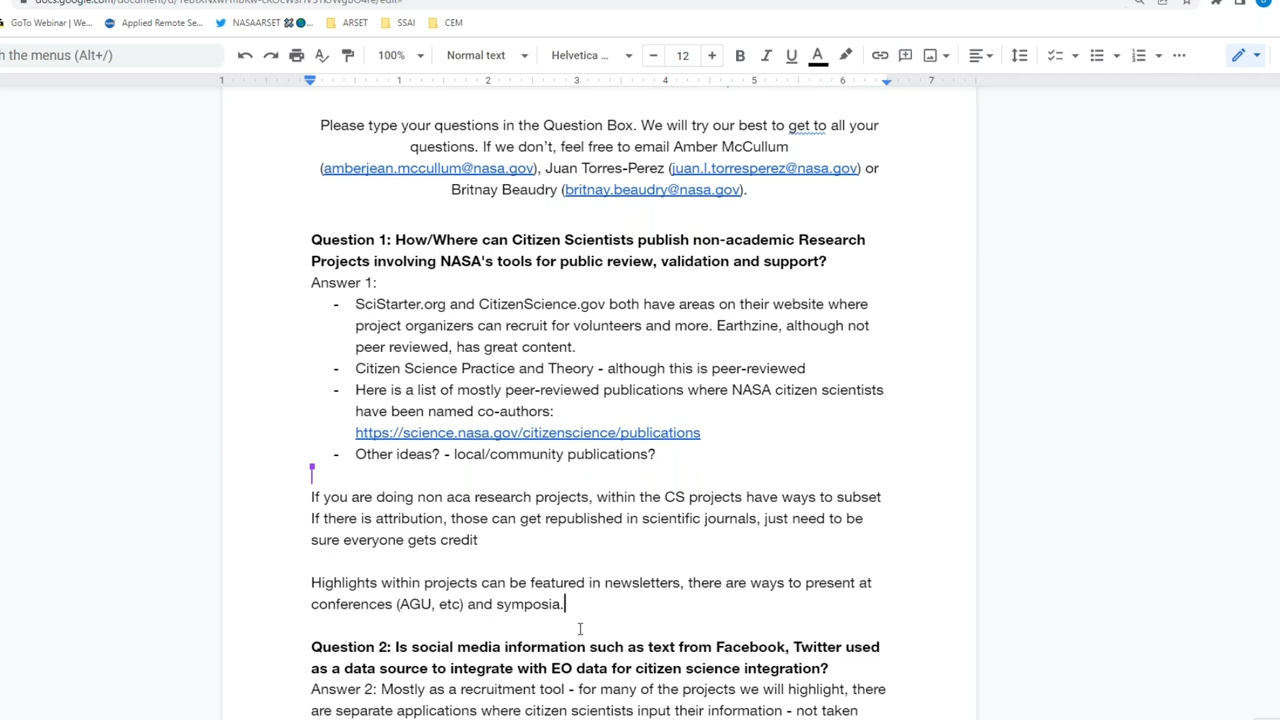 GoTo Webinar | We...
Applied Remote Se...
NASAARSET
ARSET
SSAI
CEM
h the menus (Alt+/)
100%
Normal text
Helvetica ...
12
1 1 2 3 4 5 6 7
Please type your questions in the Question Box. We will try our best to get to all your
questions. If we don't, feel free to email Amber McCullum
(amberjean.mccullum@nasa.gov), Juan Torres-Perez (juan.l.torresperez@nasa.gov) or
Britnay Beaudry (britnay.beaudry@nasa.gov).
Question 1: How/Where can Citizen Scientists publish non-academic Research
Projects involving NASA's tools for public review, validation and support?
Answer 1:
- SciStarter.org and CitizenScience.gov both have areas on their website where
project organizers can recruit for volunteers and more. Earthzine, although not
peer reviewed, has great content.
- Citizen Science Practice and Theory - although this is peer-reviewed
- Here is a list of mostly peer-reviewed publications where NASA citizen scientists
have been named co-authors:
https://science.nasa.gov/citizenscience/publications
- Other ideas? - local/community publications?
If you are doing non aca research projects, within the CS projects have ways to subset
If there is attribution, those can get republished in scientific journals, just need to be
sure everyone gets credit
Highlights within projects can be featured in newsletters, there are ways to present at
conferences (AGU, etc) and symposia.
Question 2: Is social media information such as text from Facebook, Twitter used
as a data source to integrate with EO data for citizen science integration?
Answer 2: Mostly as a recruitment tool - for many of the projects we will highlight, there
are separate applications where citizen scientists input their information - not taken